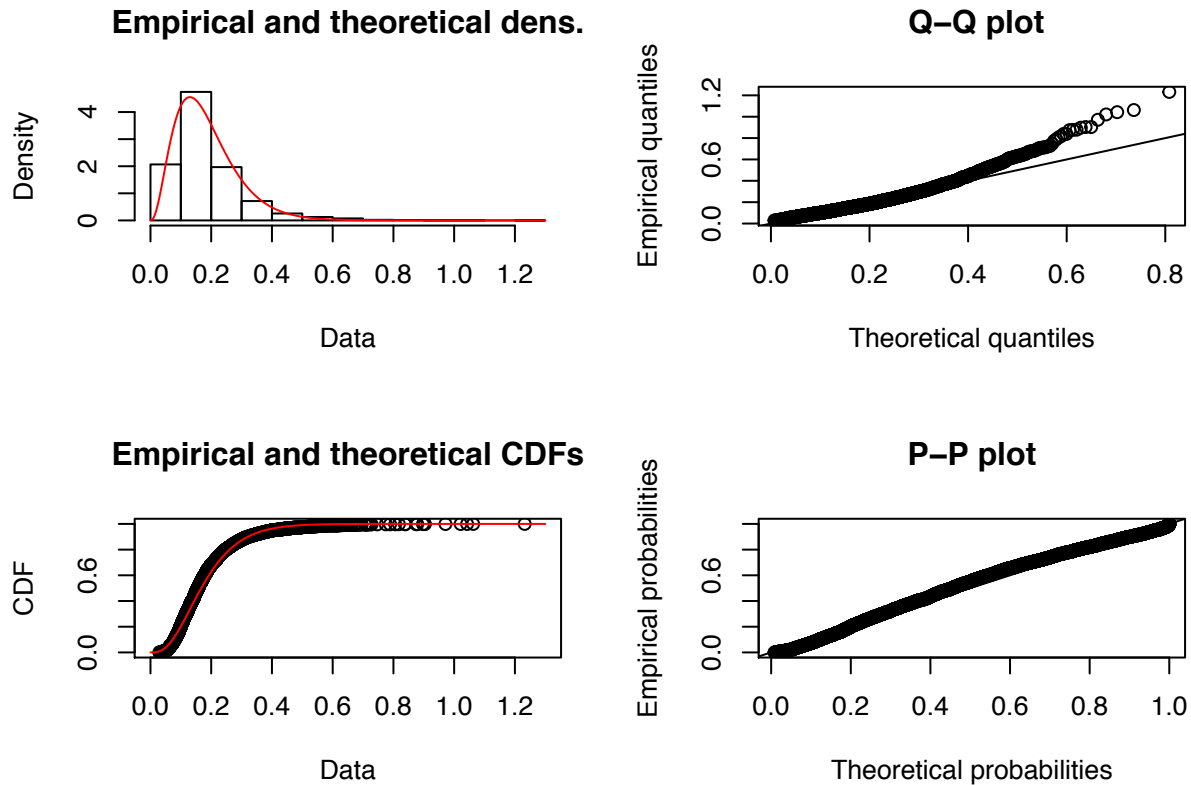 Empirical and theoretical dens.
Density
0 2 4
0.0 0.2 0.4 0.6 0.8 1.0 1.2
Data
Q−Q plot
Empirical quantiles
0.0 0.6 1.2
0.0 0.2 0.4 0.6 0.8
Theoretical quantiles
Empirical and theoretical CDFs
CDF
0.0 0.6
0.0 0.2 0.4 0.6 0.8 1.0 1.2
Data
P−P plot
Empirical probabilities
0.0 0.6
0.0 0.2 0.4 0.6 0.8 1.0
Theoretical probabilities